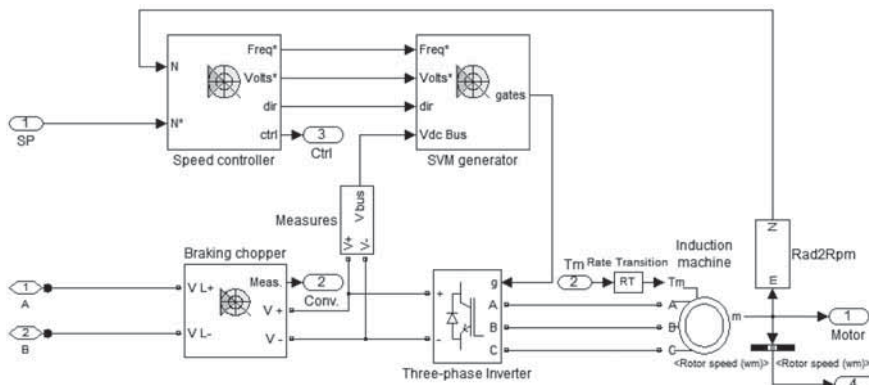 N
N*
Freq*
Volts*
dir
ctrl
Speed controller
1
SP
3
Ctrl
Freq*
Volts*
dir
Vdc Bus
gates
SVM generator
Measures
V bus
V+
V-
Braking chopper
V L+
V L-
Meas.
V +
V -
2
Conv.
1
A
2
B
+
-
g
A
B
C
Three-phase Inverter
Tm
2
Rate Transition
RT
Induction
machine
Tm
A
B
C
m
N
m
Rad2Rpm
1
Motor
<Rotor speed (wm)>
<Rotor speed (wm)>
4